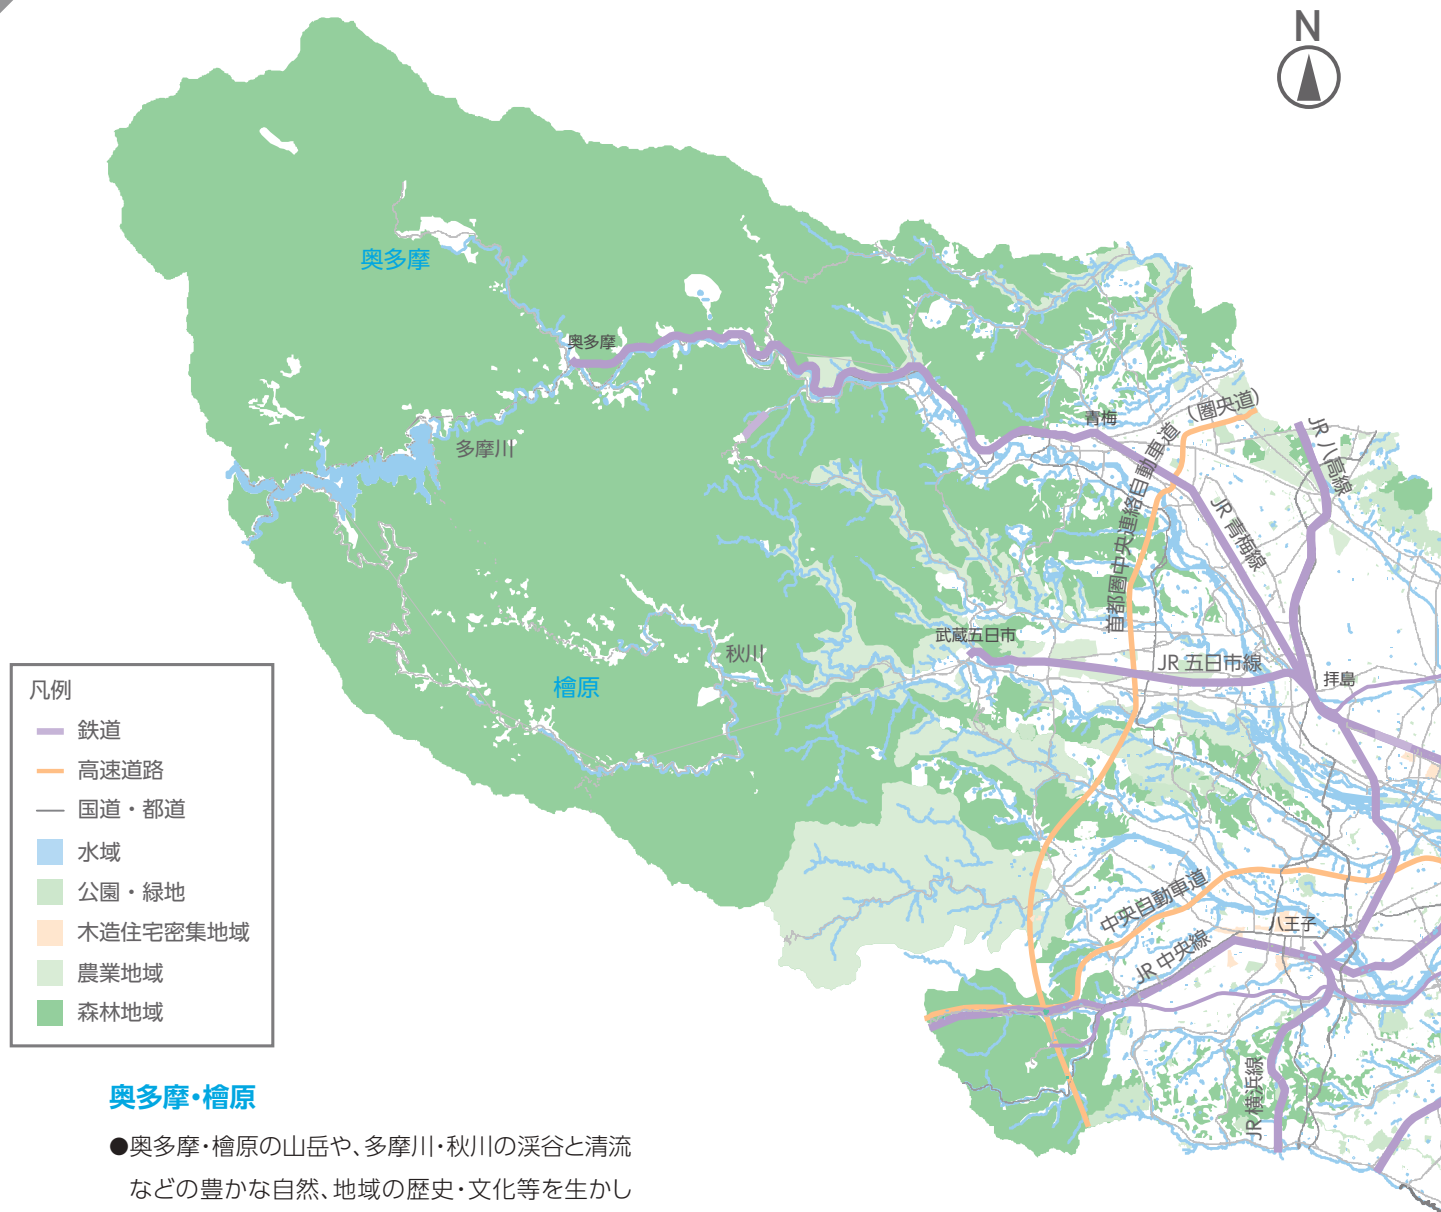 N
奥多摩
奥多摩
多摩川
青梅
(圏央道)
首都圏中央連絡自動車道
JR 八高線
JR 青梅線
武蔵五日市
秋川
JR 五日市線
拝島
檜原
凡例
鉄道
高速道路
国道・都道
水域
公園・緑地
木造住宅密集地域
農業地域
森林地域
中央自動車道
八王子
JR 中央線
JR 横浜線
奥多摩・檜原
●奥多摩・檜原の山岳や、多摩川・秋川の渓谷と清流
などの豊かな自然、地域の歴史・文化等を生かし